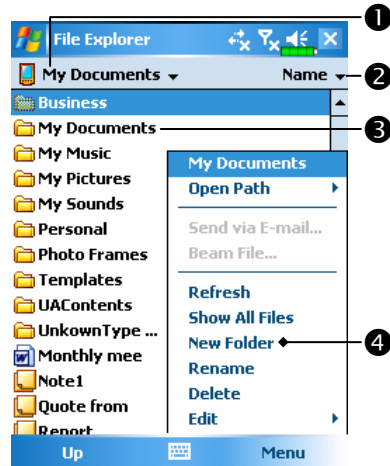 1
File Explorer
My Documents
Name
2
Business
My Documents
3
My Music
My Pictures
My Sounds
Personal
Photo Frames
Templates
UAContents
UnkownType ...
Monthly mee
Note1
Quote from
Report
My Documents
Open Path
Send via E-mail...
Beam File...
Refresh
Show All Files
New Folder
4
Rename
Delete
Edit
Up
Menu